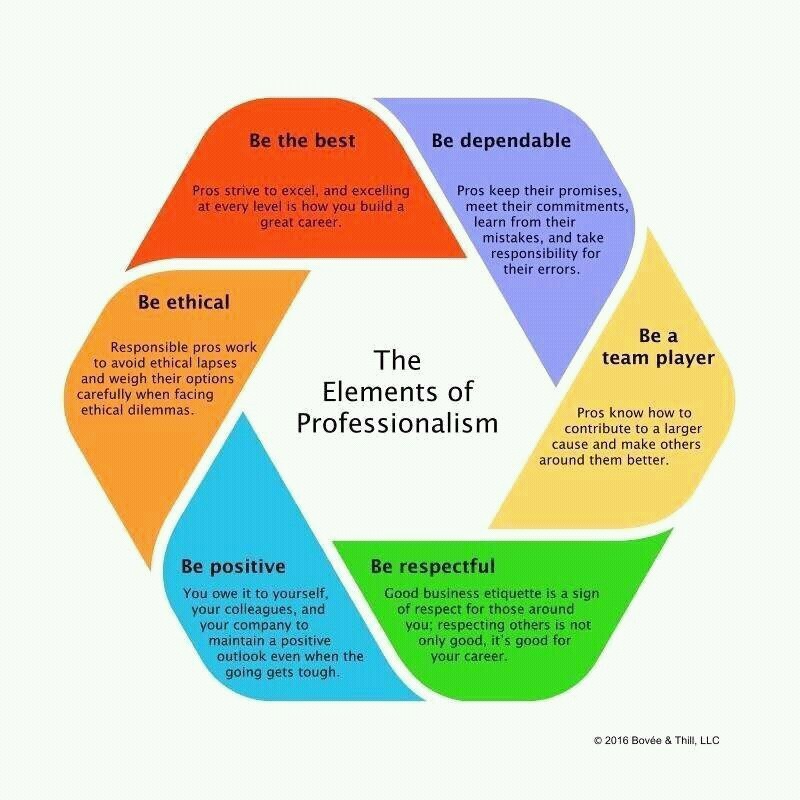 Be the best
Pros strive to excel, and excelling
at every level is how you build a
great career.
Be dependable
Pros keep their promises,
meet their commitments,
learn from their
mistakes, and take
responsibility for
their errors.
Be a
team player
Pros know how to
contribute to a larger
cause and make others
around them better.
Be respectful
Good business etiquette is a sign
of respect for those around
you; respecting others is not
only good, it's good for
your career.
Be positive
You owe it to yourself,
your colleagues, and
your company to
maintain a positive
outlook even when the
going gets tough.
Be ethical
Responsible pros work
to avoid ethical lapses
and weigh their options
carefully when facing
ethical dilemmas.
The
Elements of
Professionalism
© 2016 Bovée & Thill, LLC